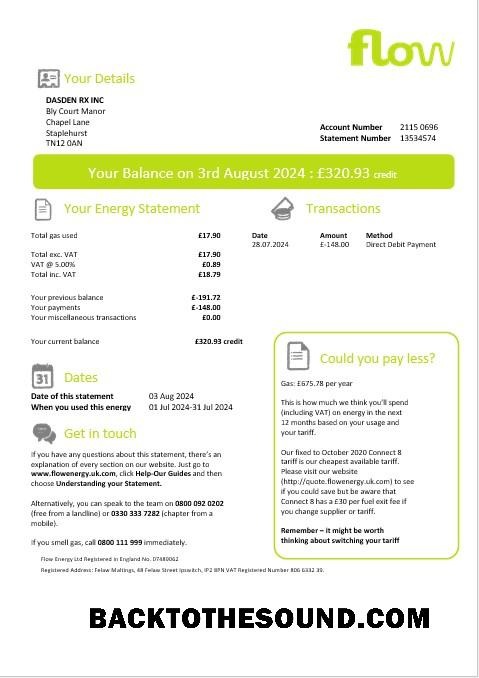 flow
Your Details
DASDEN RX INC
Bly Court Manor
Chapel Lane
Staplehurst
TN12 0AN
Account Number 2115 0696
Statement Number 13534574
Your Balance on 3rd August 2024 : £320.93 credit
Your Energy Statement
Total gas used £17.90
Total exc. VAT £17.90
VAT @ 5.00% £0.89
Total inc. VAT £18.79
Your previous balance £-191.72
Your payments £-148.00
Your miscellaneous transactions £0.00
Your current balance £320.93 credit
Transactions
Date Amount Method
28.07.2024 £-148.00 Direct Debit Payment
31
Dates
Date of this statement 03 Aug 2024
When you used this energy 01 Jul 2024-31 Jul 2024
Get in touch
If you have any questions about this statement, there's an
explanation of every section on our website. Just go to
www.flowenergy.uk.com, click Help-Our Guides and then
choose Understanding your Statement.
Alternatively, you can speak to the team on 0800 092 0202
(free from a landline) or 0330 333 7282 (chapter from a
mobile).
If you smell gas, call 0800 111 999 immediately.
Could you pay less?
Gas: £675.78 per year
This is how much we think you'll spend
(including VAT) on energy in the next
12 months based on your usage and
your tariff.
Our fixed to October 2020 Connect 8
tariff is our cheapest available tariff.
Please visit our website
(http://quote.flowenergy.uk.com) to see
if you could save but be aware that
Connect 8 has a £30 per fuel exit fee if
you change supplier or tariff.
Remember – it might be worth
thinking about switching your tariff
Flow Energy Ltd Registered in England No. 07489062
Registered Address: Felaw Maltings, 48 Felaw Street Ipswitch, IP2 8PN VAT Registered Number 806 6332 39.
BACKTOTHESOUND.COM